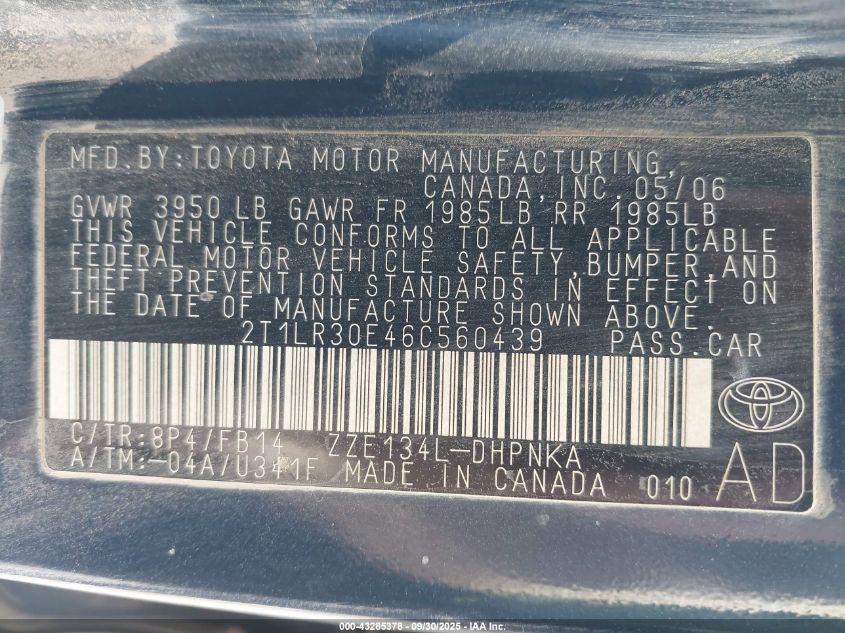 MFD.BY:TOYOTA MOTOR MANUFACTURING,
CANADA,INC. 05/06
GVWR 3950 LB GAWR FR 1985LB RR 1985LB
THIS VEHICLE CONFORMS TO ALL APPLICABLE
FEDERAL MOTOR VEHICLE SAFETY,BUMPER,AND
THEFT PREVENTION STANDARDS IN EFFECT ON
THE DATE OF MANUFACTURE SHOWN ABOVE.
2T1LR30E46C560439 PASS.CAR
C/TR:8P4/FB14 ZZE134L-DHPNKA
A/TM:-04A/U341F MADE IN CANADA 010 AD
000-43285378 - 09/30/2025 - IAA Inc.